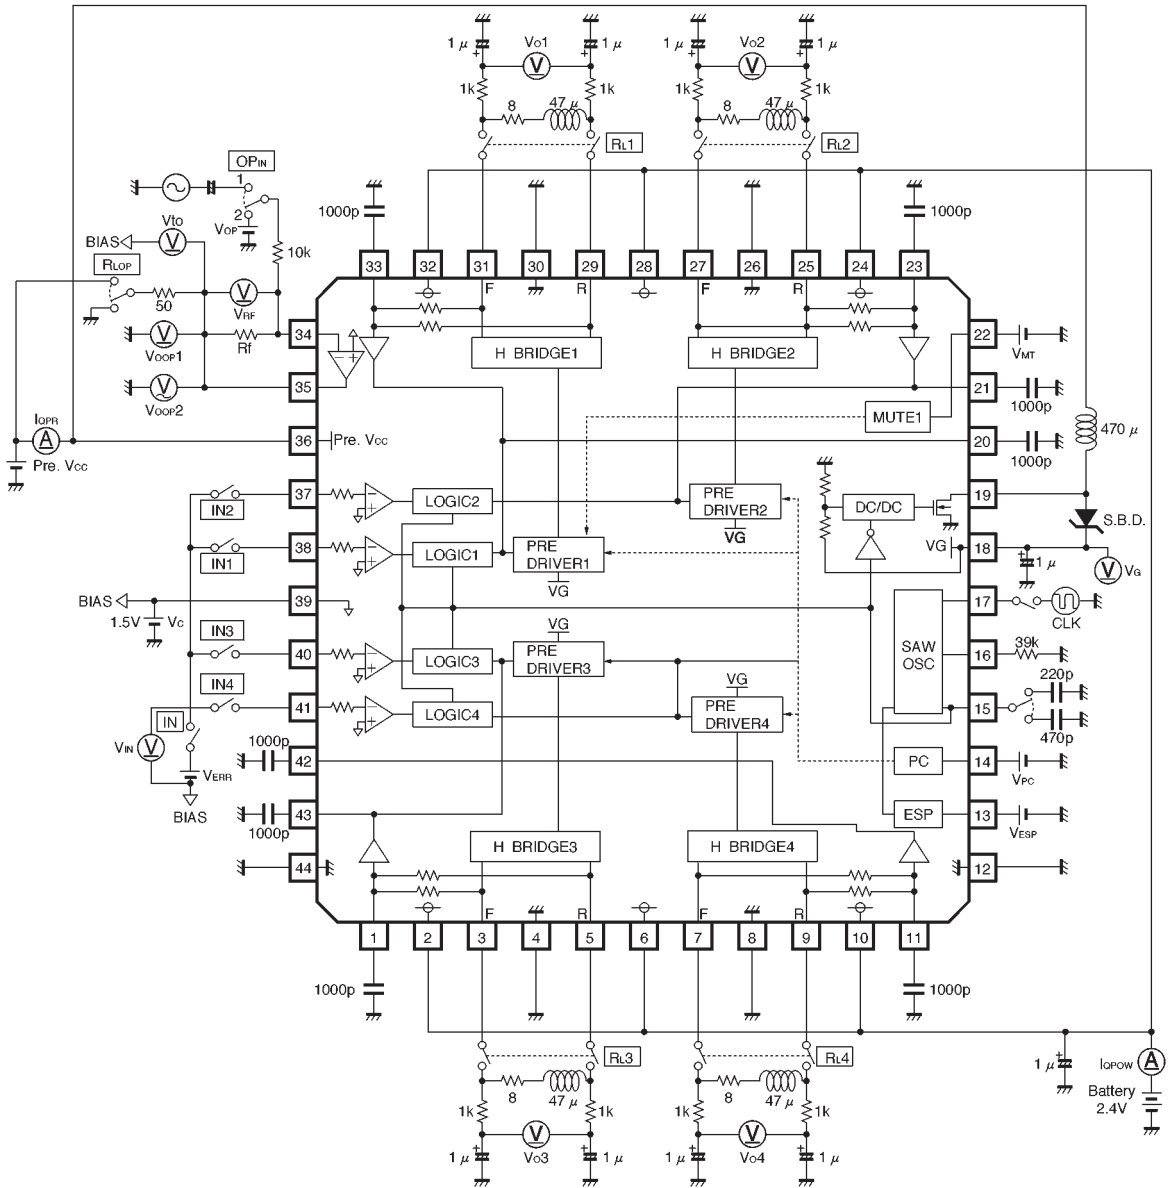 1 μ
Vo1
1 μ
1 μ
Vo2
1 μ
V
V
1k
1k
1k
1k
8
47 μ
8
47 μ
RL1
RL2
OPIN
1
2
VOP
Vto
V
BIAS
10k
RLOP
50
V
VRF
V
VOOP1
Rf
V
VOOP2
1000p
1000p
33
32
31
30
29
28
27
26
25
24
23
F
R
F
R
H BRIDGE1
H BRIDGE2
34
35
36
37
38
39
40
41
42
43
44
22
21
20
19
18
17
16
15
14
13
12
VMT
1000p
1000p
470 μ
MUTE1
IQPR
A
Pre. Vcc
Pre. Vcc
IN2
IN1
BIAS
1.5V
Vc
IN3
IN4
IN
VIN
V
VERR
BIAS
1000p
1000p
LOGIC2
LOGIC1
LOGIC3
LOGIC4
PRE
DRIVER2
VG
PRE
DRIVER1
VG
VG
PRE
DRIVER3
VG
PRE
DRIVER4
DC/DC
VG
S.B.D.
1 μ
V
VG
CLK
SAW
OSC
39k
220p
470p
PC
VPC
ESP
VESP
H BRIDGE3
H BRIDGE4
F
R
F
R
1
2
3
4
5
6
7
8
9
10
11
1000p
1000p
RL3
RL4
8
47 μ
8
47 μ
1k
1k
1k
1k
V
V
1 μ
Vo3
1 μ
1 μ
Vo4
1 μ
1 μ
IQPOW
A
Battery
2.4V